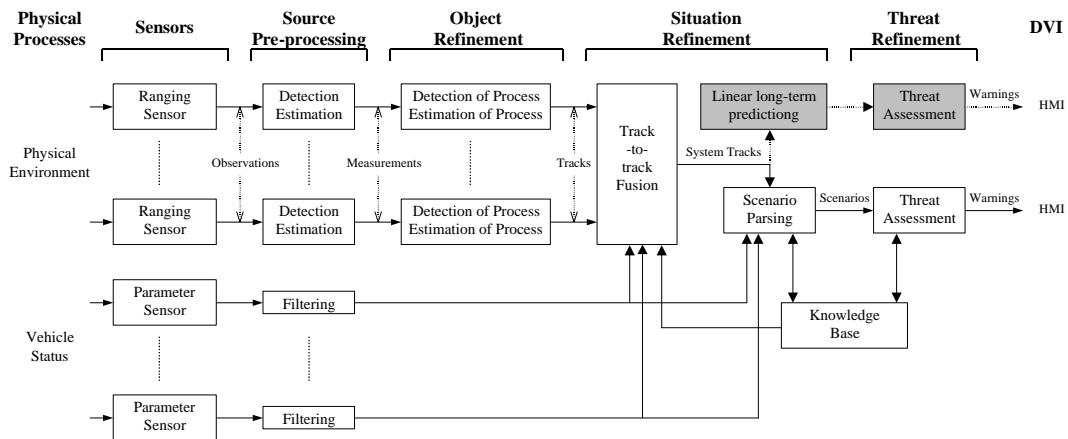 Physical
Processes
Sensors
Source
Pre-processing
Object
Refinement
Situation
Refinement
Threat
Refinement
DVI
Ranging
Sensor
Detection
Estimation
Detection of Process
Estimation of Process
Linear long-term
predictiong
Threat
Assessment
Warnings
HMI
Physical
Environment
Observations
Measurements
Tracks
Track
-to-
track
Fusion
System Tracks
Ranging
Sensor
Detection
Estimation
Detection of Process
Estimation of Process
Scenario
Parsing
Scenarios
Threat
Assessment
Warnings
HMI
Parameter
Sensor
Filtering
Knowledge
Base
Vehicle
Status
Parameter
Sensor
Filtering